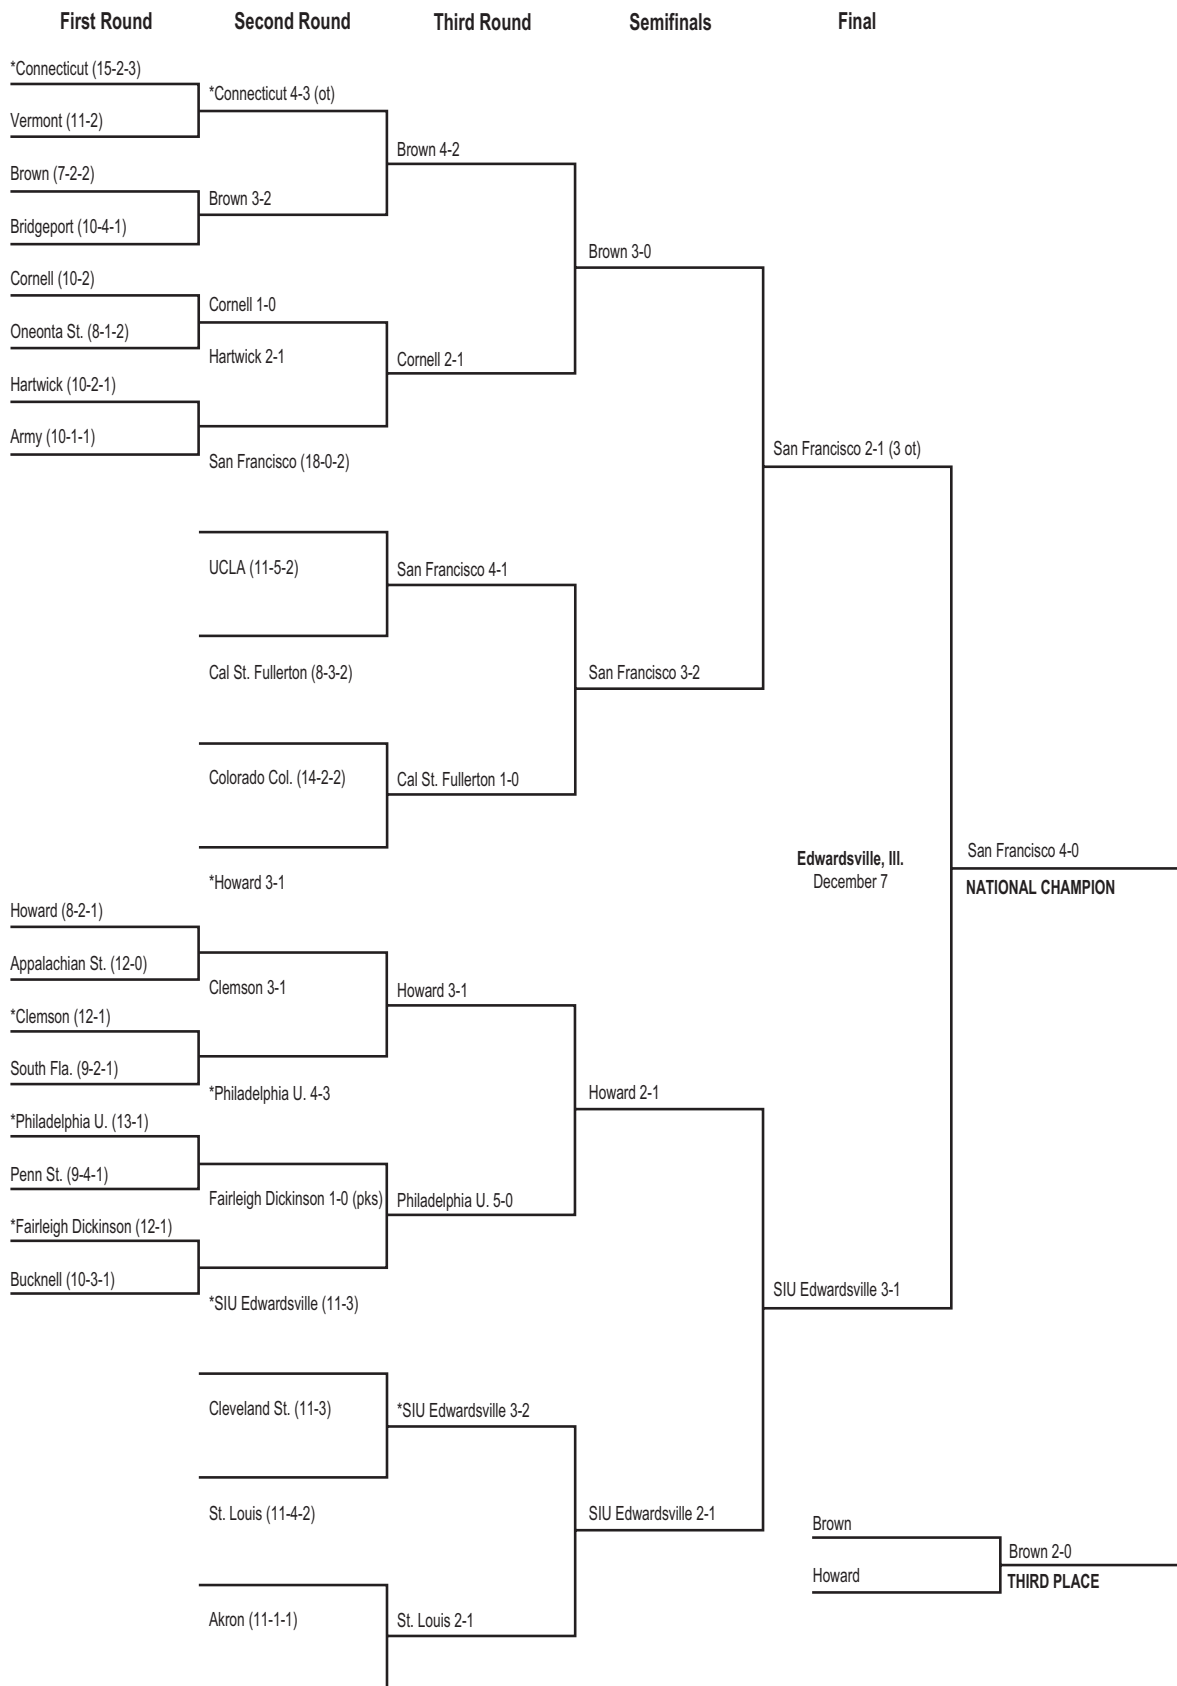 First Round
Second Round
Third Round
Semifinals
Final
*Connecticut (15-2-3)
Vermont (11-2)
Brown (7-2-2)
Bridgeport (10-4-1)
Cornell (10-2)
Oneonta St. (8-1-2)
Hartwick (10-2-1)
Army (10-1-1)
Howard (8-2-1)
Appalachian St. (12-0)
*Clemson (12-1)
South Fla. (9-2-1)
*Philadelphia U. (13-1)
Penn St. (9-4-1)
*Fairleigh Dickinson (12-1)
Bucknell (10-3-1)
*Connecticut 4-3 (ot)
Brown 3-2
Cornell 1-0
Hartwick 2-1
San Francisco (18-0-2)
UCLA (11-5-2)
Cal St. Fullerton (8-3-2)
Colorado Col. (14-2-2)
*Howard 3-1
Clemson 3-1
*Philadelphia U. 4-3
Fairleigh Dickinson 1-0 (pks)
*SIU Edwardsville (11-3)
Cleveland St. (11-3)
St. Louis (11-4-2)
Akron (11-1-1)
Brown 4-2
Cornell 2-1
San Francisco 4-1
Cal St. Fullerton 1-0
Howard 3-1
Philadelphia U. 5-0
*SIU Edwardsville 3-2
St. Louis 2-1
Brown 3-0
San Francisco 3-2
Howard 2-1
SIU Edwardsville 2-1
San Francisco 2-1 (3 ot)
SIU Edwardsville 3-1
Edwardsville, Ill.
December 7
San Francisco 4-0
NATIONAL CHAMPION
Brown
Howard
Brown 2-0
THIRD PLACE